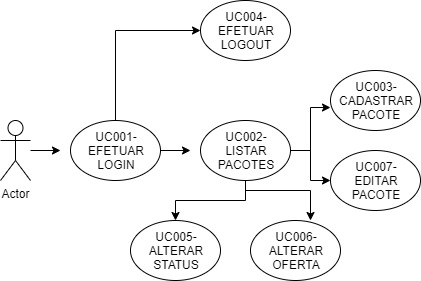 UC004-
EFETUAR
LOGOUT
UC003-
CADASTRAR
PACOTE
UC001-
EFETUAR
LOGIN
UC002-
LISTAR
PACOTES
UC007-
EDITAR
PACOTE
Actor
UC005-
ALTERAR
STATUS
UC006-
ALTERAR
OFERTA